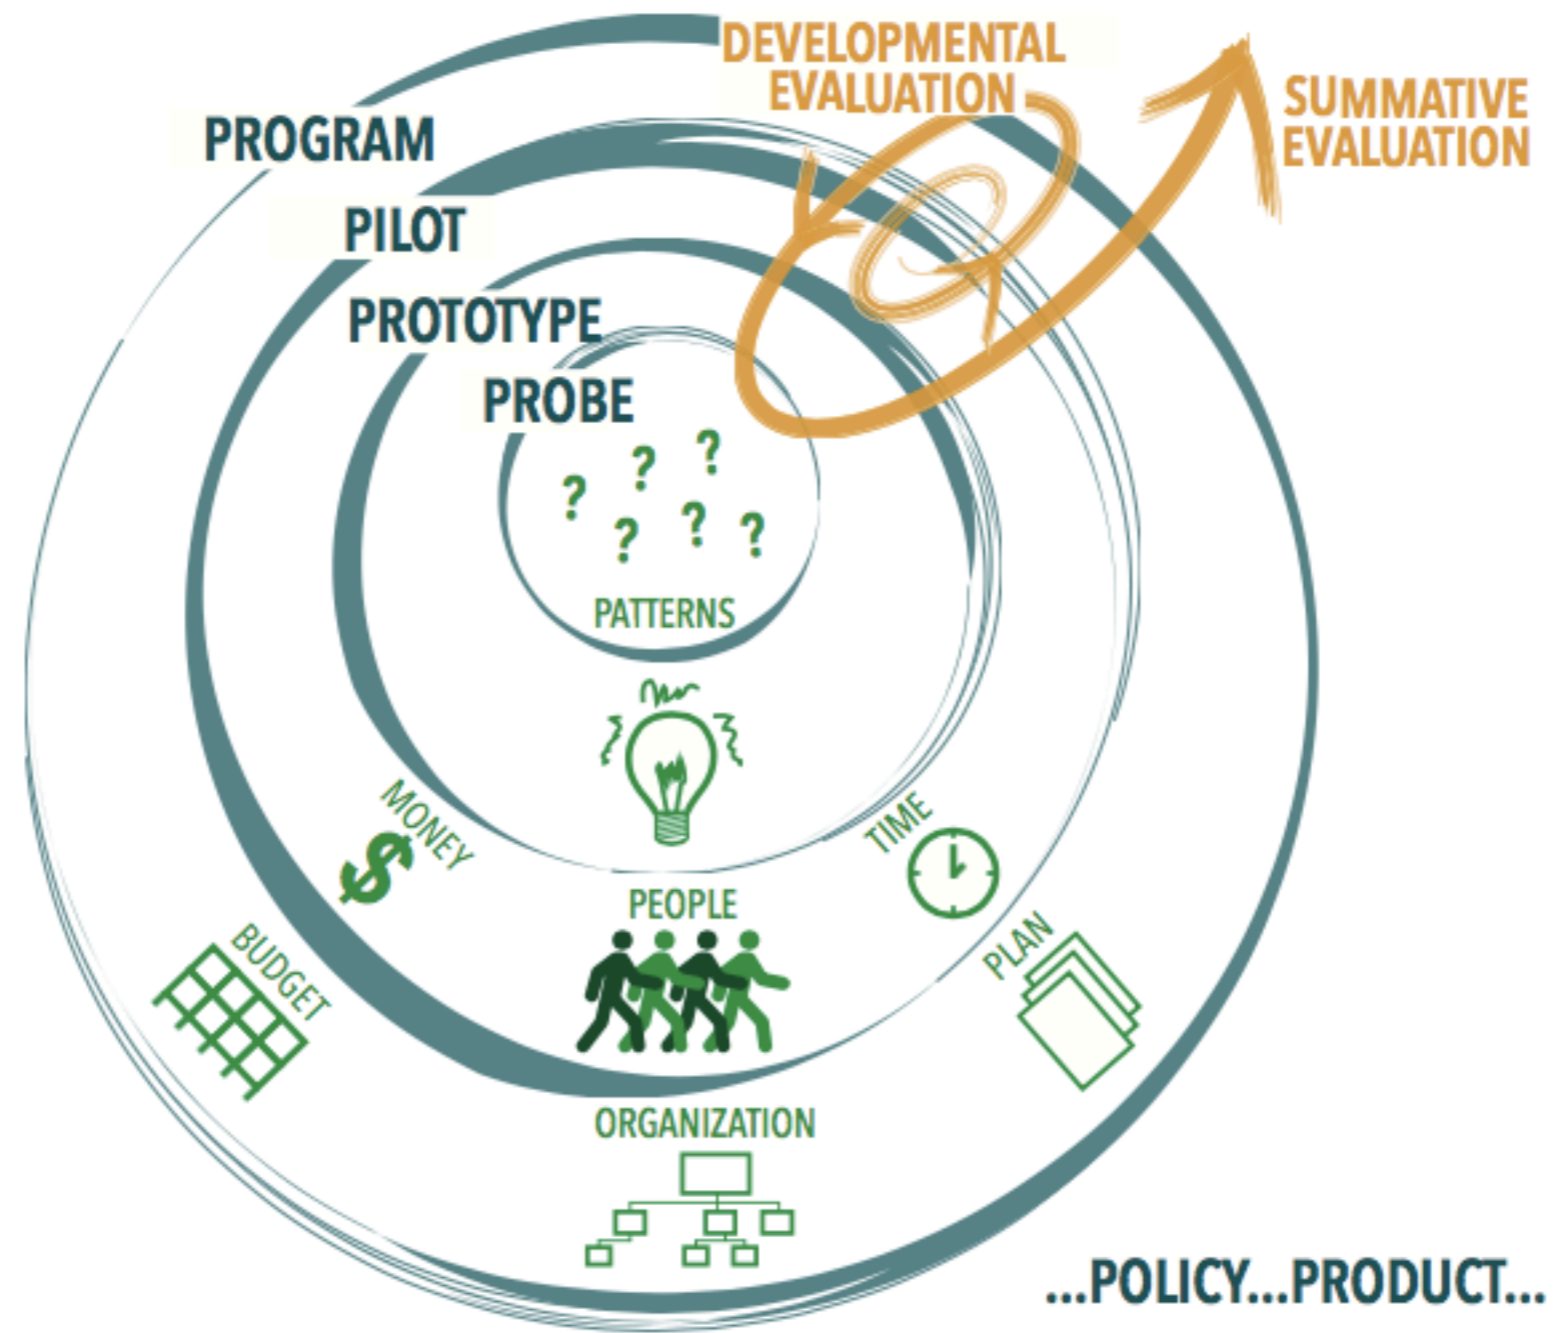 DEVELOPMENTAL
EVALUATION
SUMMATIVE
EVALUATION
PROGRAM
PILOT
PROTOTYPE
PROBE
? ? ?
? ? ?
PATTERNS
MONEY
$
TIME
PEOPLE
BUDGET
PLAN
ORGANIZATION
...POLICY...PRODUCT...